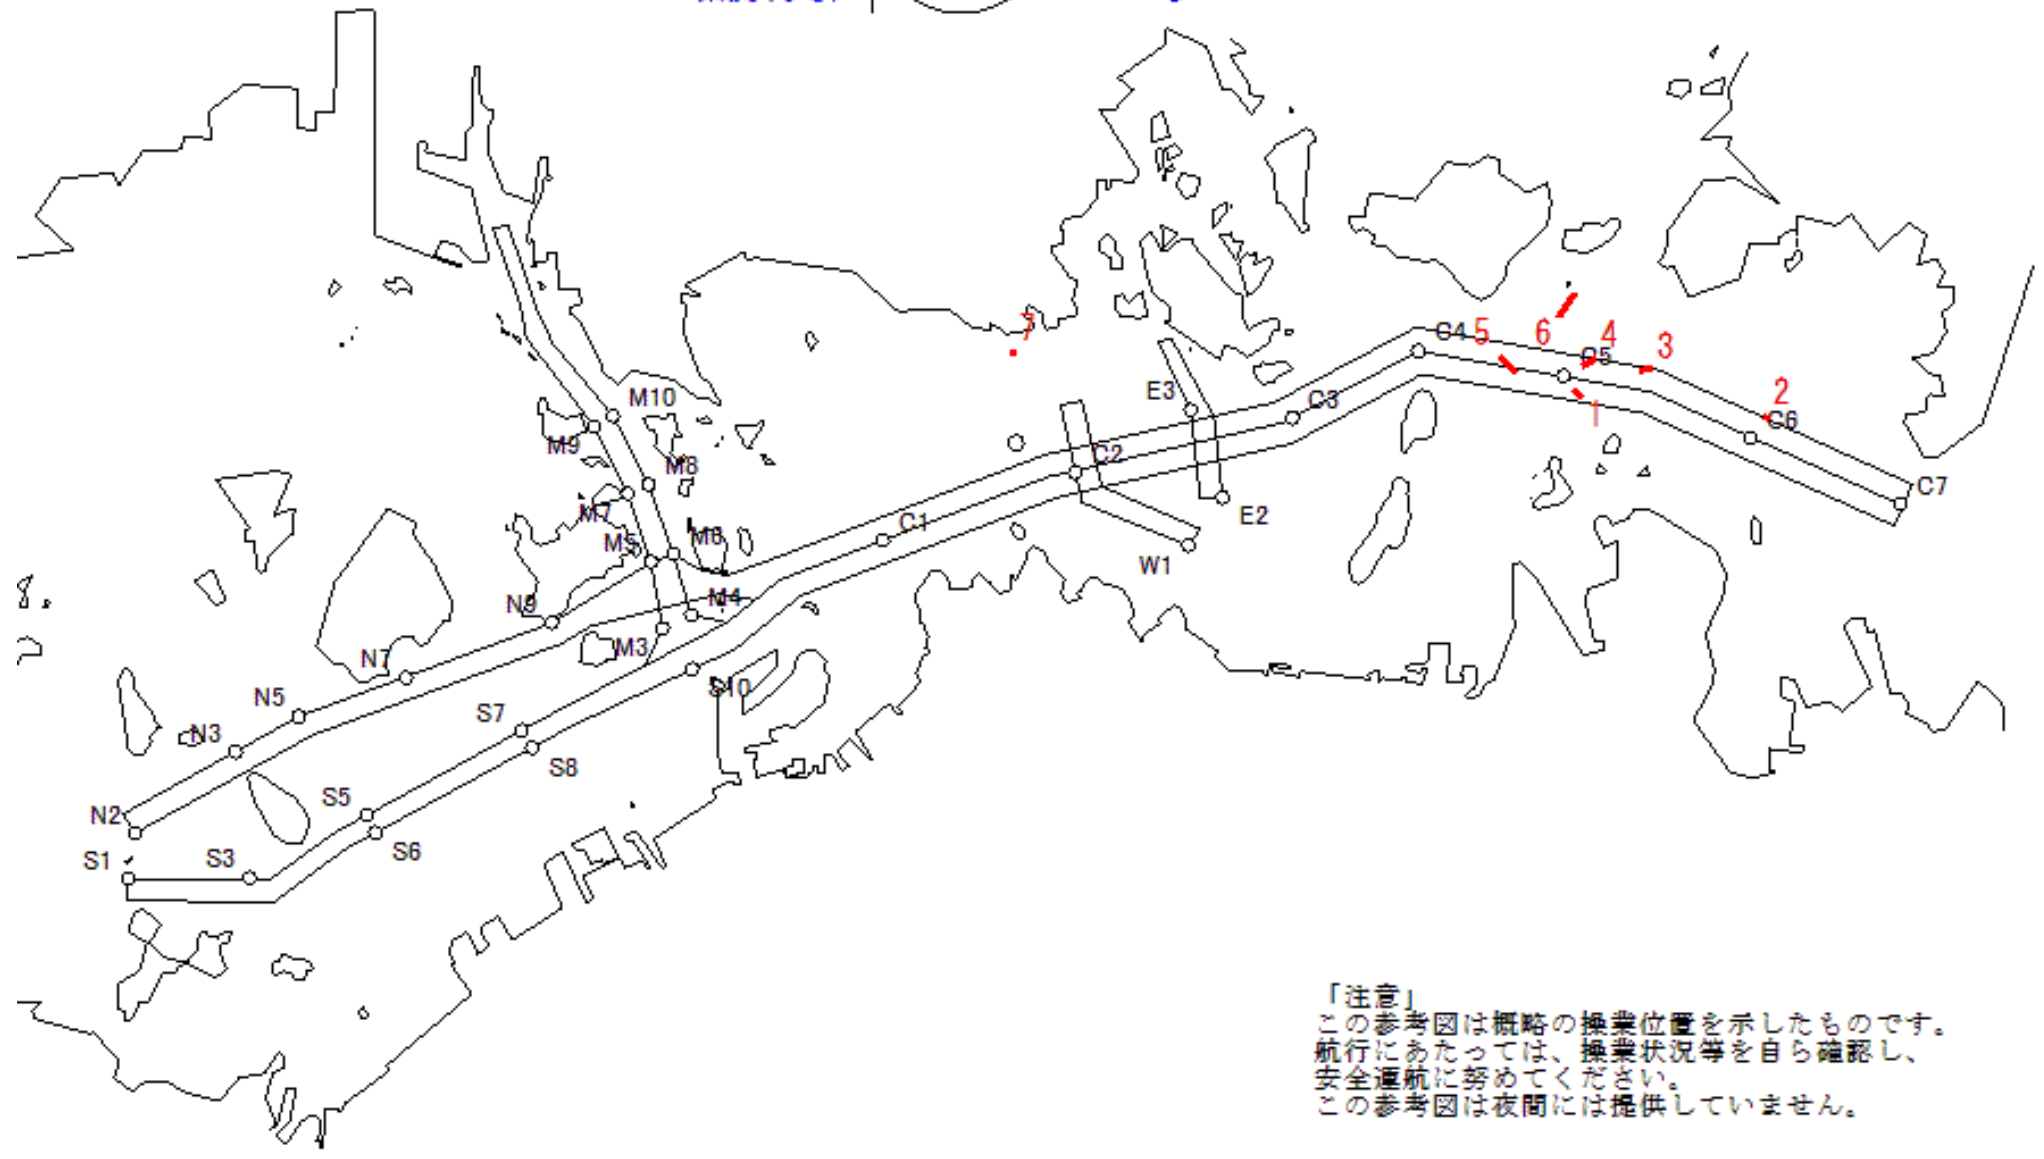 7
C4
5
6
4
C5
3
2
C6
1
E3
C3
M10
M9
M8
C2
C7
E2
M7
C1
M5
M6
W1
N9
M4
M3
N7
S10
N5
S7
N3
S8
S5
N2
S6
S1
S3
「注意」
この参考図は概略の操業位置を示したものです。
航行にあたっては、操業状況等を自ら確認し、
安全運航に努めてください。
この参考図は夜間には提供していません。